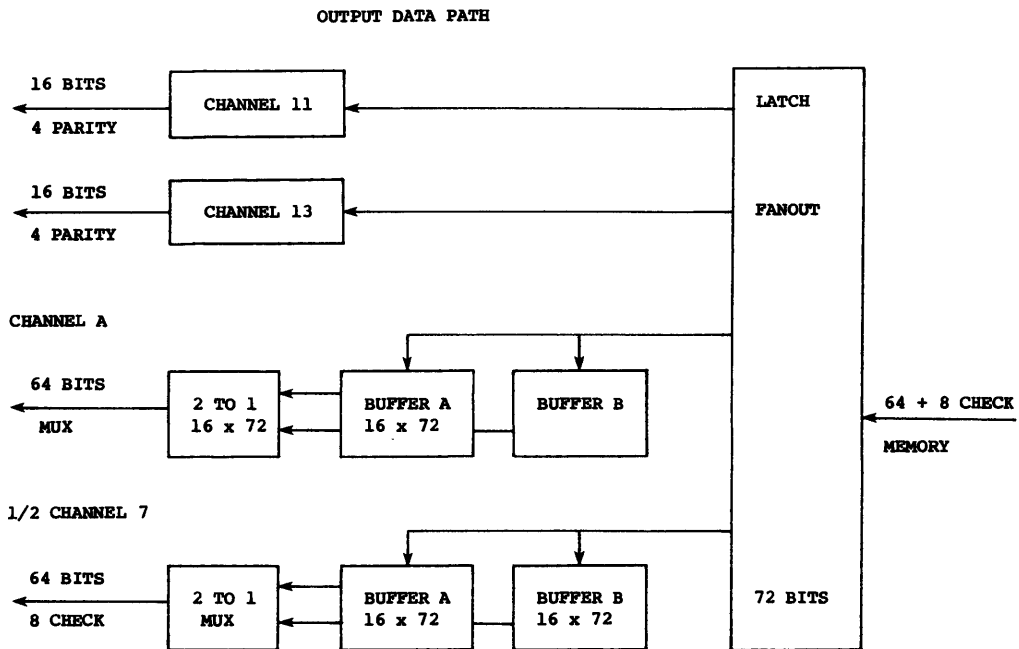 OUTPUT DATA PATH
16 BITS
4 PARITY
CHANNEL 11
LATCH
16 BITS
4 PARITY
CHANNEL 13
FANOUT
CHANNEL A
64 BITS
MUX
2 TO 1
16 x 72
BUFFER A
16 x 72
BUFFER B
64 + 8 CHECK
MEMORY
1/2 CHANNEL 7
64 BITS
8 CHECK
2 TO 1
MUX
BUFFER A
16 x 72
BUFFER B
16 x 72
72 BITS